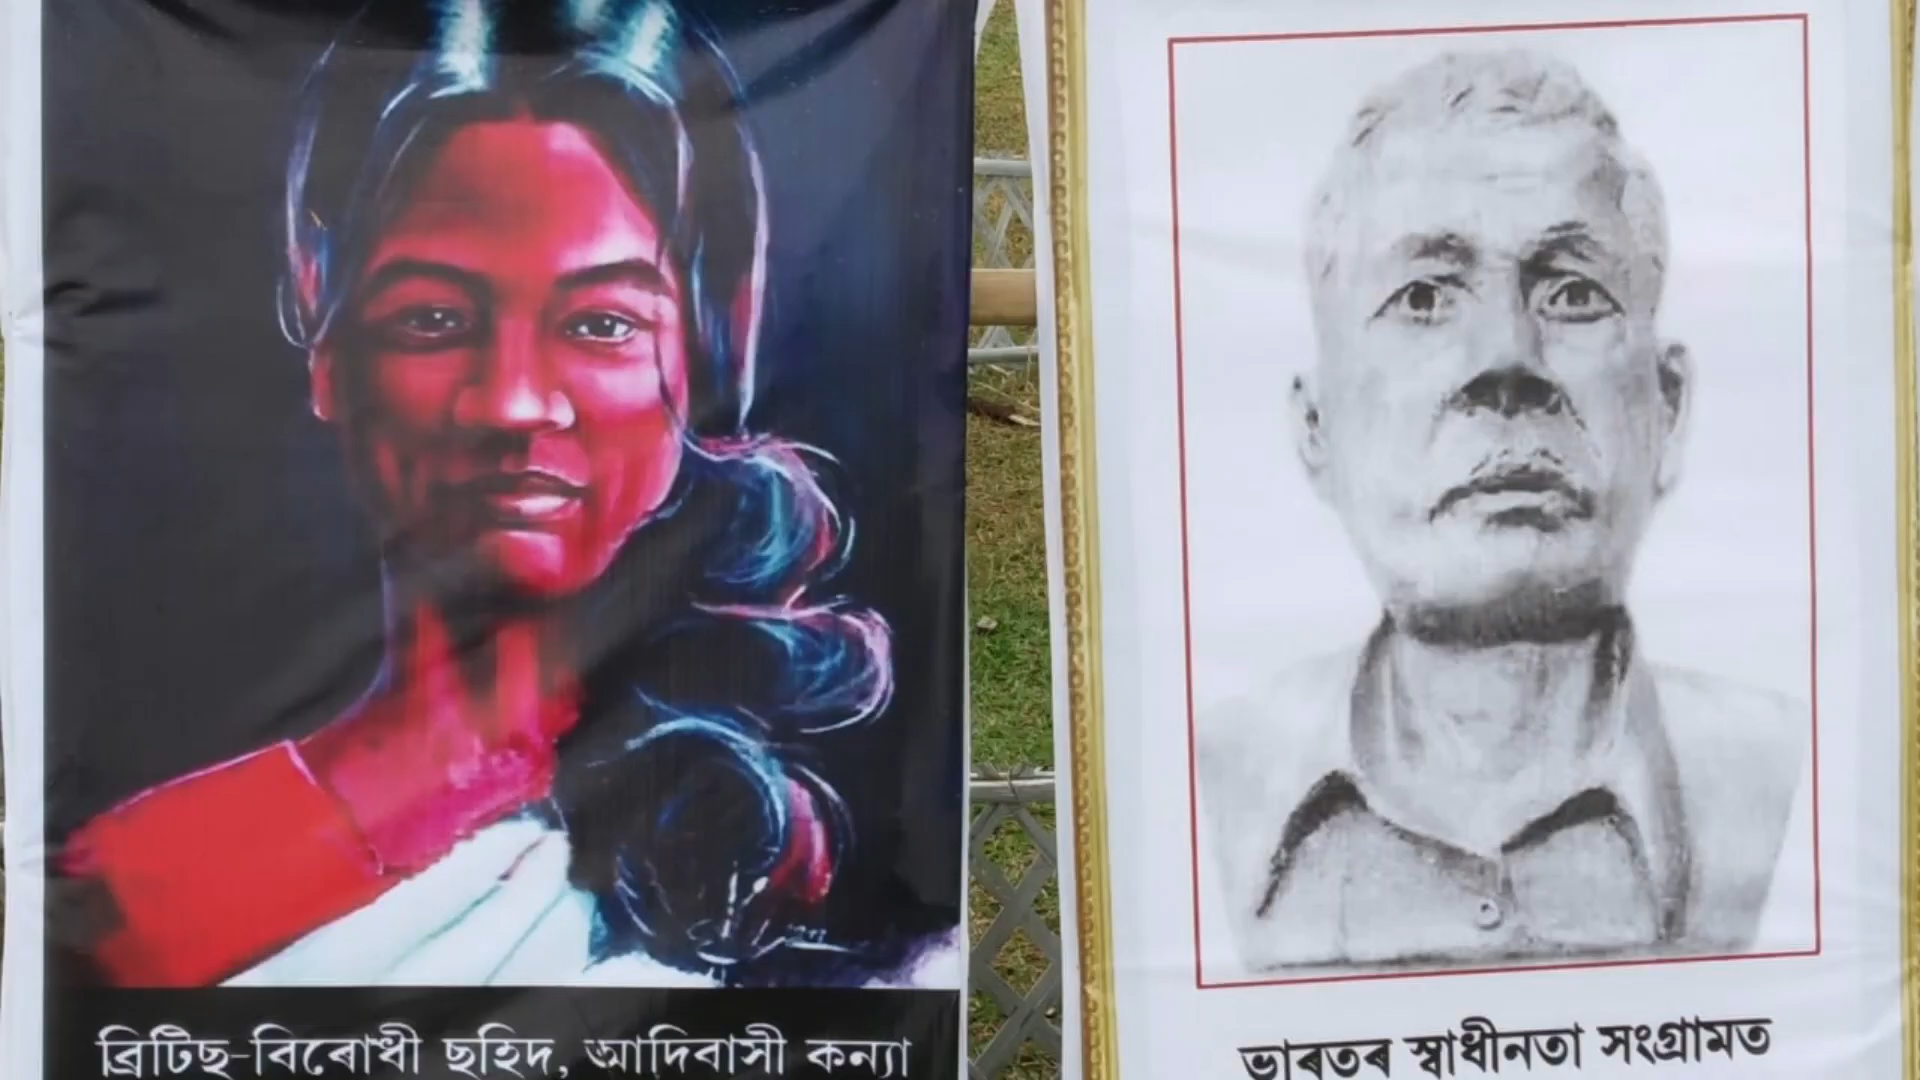 ব্ৰিটিছ-বিৰোধী ছহিদ, আদিবাসী কন্যা
ভাৰতৰ স্বাধীনতা সংগ্ৰামত